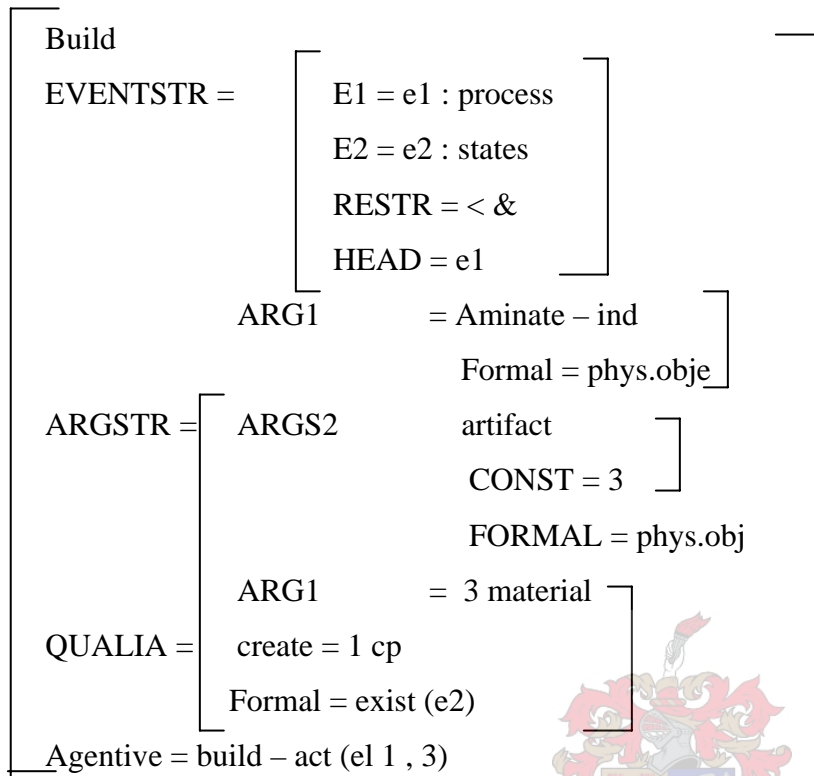 Build
EVENTSTR = E1 = e1 : process
E2 = e2 : states
RESTR = < &
HEAD = e1
ARG1 = Aminate – ind
Formal = phys.obje
ARGSTR = ARGS2 artifact
CONST = 3
FORMAL = phys.obj
ARG1 = 3 material
QUALIA = create = 1 cp
Formal = exist (e2)
Agentive = build – act (el 1 , 3)